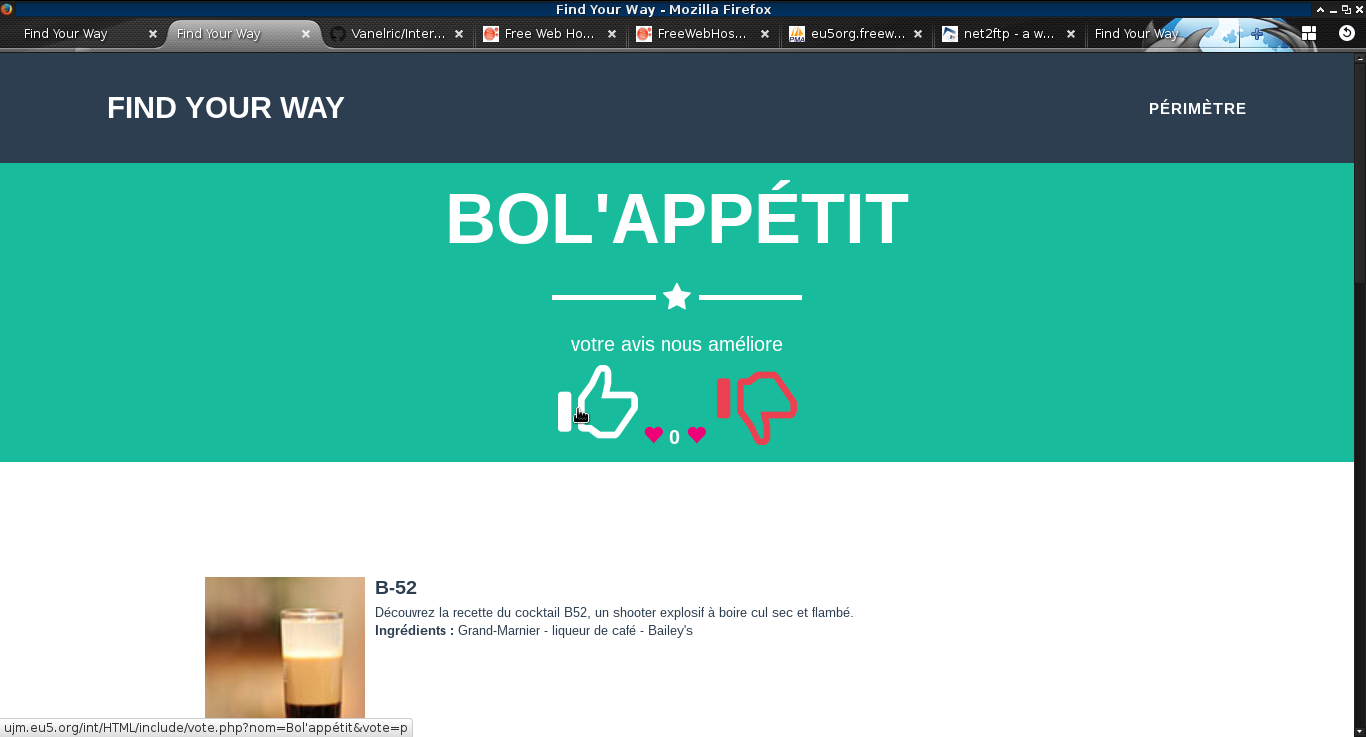 Find Your Way - Mozilla Firefox
Find Your Way
Find Your Way
Vanelric/Inter...
Free Web Ho...
FreeWebHos...
eu5org.freew...
net2ftp - a w...
Find Your Way
FIND YOUR WAY
PÉRIMÈTRE
BOL'APPÉTIT
votre avis nous améliore
0
B-52
Découvrez la recette du cocktail B52, un shooter explosif à boire cul sec et flambé.
Ingrédients : Grand-Marnier - liqueur de café - Bailey's
ujm.eu5.org/int/HTML/include/vote.php?nom=Bol'appétit&vote=p